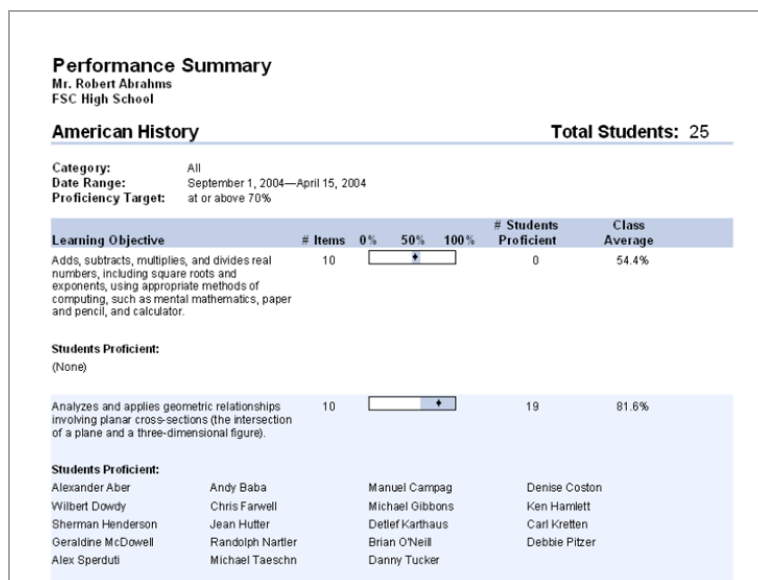 Performance Summary
Mr. Robert Abrahms
FSC High School
American History Total Students: 25
Category: All
Date Range: September 1, 2004—April 15, 2004
Proficiency Target: at or above 70%
# Students Class
Learning Objective # Items 0% 50% 100% Proficient Average
Adds, subtracts, multiplies, and divides real 10 0 54.4%
numbers, including square roots and
exponents, using appropriate methods of
computing, such as mental mathematics, paper
and pencil, and calculator.
Students Proficient:
(None)
Analyzes and applies geometric relationships 10 19 81.6%
involving planar cross-sections (the intersection
of a plane and a three-dimensional figure).
Students Proficient:
Alexander Aber Andy Baba Manuel Campag Denise Coston
Wilbert Dowdy Chris Farwell Michael Gibbons Ken Hamlett
Sherman Henderson Jean Hutter Detlef Karthaus Carl Kretten
Geraldine McDowell Randolph Nartler Brian O'Neill Debbie Pitzer
Alex Sperduti Michael Taeschn Danny Tucker